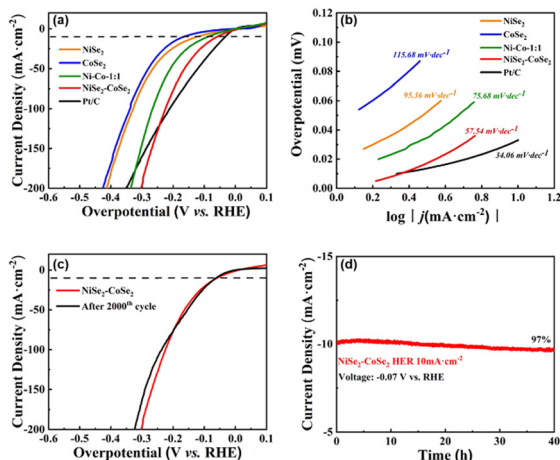 (a)
NiSe₂
CoSe₂
Ni-Co-1:1
NiSe₂-CoSe₂
Pt/C
Current Density (mA·cm⁻²)
0
-50
-100
-150
-200
-0.6 -0.5 -0.4 -0.3 -0.2 -0.1 0.0 0.1
Overpotential (V vs. RHE)
(b)
NiSe₂
CoSe₂
Ni-Co-1:1
NiSe₂-CoSe₂
Pt/C
115.68 mV·dec⁻¹
95.36 mV·dec⁻¹
75.68 mV·dec⁻¹
57.54 mV·dec⁻¹
34.06 mV·dec⁻¹
Overpotential (mV)
0.12
0.10
0.08
0.06
0.04
0.02
0.00
0.0 0.2 0.4 0.6 0.8 1.0 1.2
log | j(mA·cm⁻²) |
(c)
NiSe₂-CoSe₂
After 2000ᵗʰ cycle
Current Density (mA·cm⁻²)
0
-50
-100
-150
-200
-0.6 -0.5 -0.4 -0.3 -0.2 -0.1 0.0 0.1
Overpotential (V vs. RHE)
(d)
97%
NiSe₂-CoSe₂ HER 10mA·cm⁻²
Voltage: -0.07 V vs. RHE
Current Density (mA·cm⁻²)
-15
-10
-5
0 10 20 30 40
Time (h)